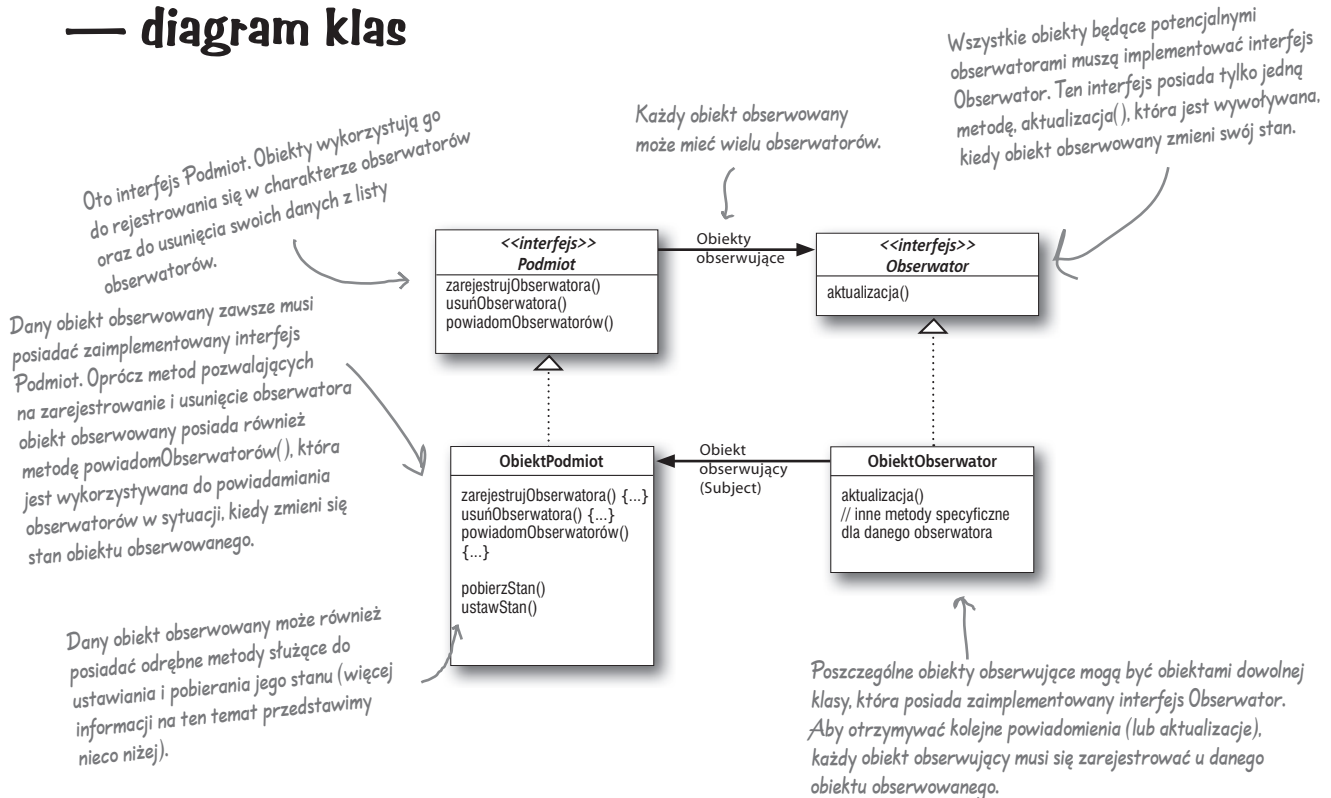 — diagram klas
Wszystkie obiekty będące potencjalnymi
obserwatorami muszą implementować interfejs
Obserwator. Ten interfejs posiada tylko jedną
metodę, aktualizacja(), która jest wywoływana,
kiedy obiekt obserwowany zmieni swój stan.
Każdy obiekt obserwowany
może mieć wielu obserwatorów.
Oto interfejs Podmiot. Obiekty wykorzystują go
do rejestrowania się w charakterze obserwatorów
oraz do usunięcia swoich danych z listy
obserwatorów.
<<interfejs>>
Podmiot
zarejestrujObserwatora()
usuńObserwatora()
powiadomObserwatorów()
Obiekty
obserwujące
<<interfejs>>
Obserwator
aktualizacja()
Dany obiekt obserwowany zawsze musi
posiadać zaimplementowany interfejs
Podmiot. Oprócz metod pozwalających
na zarejestrowanie i usunięcie obserwatora
obiekt obserwowany posiada również
metodę powiadomObserwatorów(), która
jest wykorzystywana do powiadamiania
obserwatorów w sytuacji, kiedy zmieni się
stan obiektu obserwowanego.
ObiektPodmiot
zarejestrujObserwatora() {...}
usuńObserwatora() {...}
powiadomObserwatorów()
{...}
pobierzStan()
ustawStan()
Obiekt
obserwujący
(Subject)
ObiektObserwator
aktualizacja()
// inne metody specyficzne
dla danego obserwatora
Dany obiekt obserwowany może również
posiadać odrębne metody służące do
ustawiania i pobierania jego stanu (więcej
informacji na ten temat przedstawimy
nieco niżej).
Poszczególne obiekty obserwujące mogą być obiektami dowolnej
klasy, która posiada zaimplementowany interfejs Obserwator.
Aby otrzymywać kolejne powiadomienia (lub aktualizacje),
każdy obiekt obserwujący musi się zarejestrować u danego
obiektu obserwowanego.